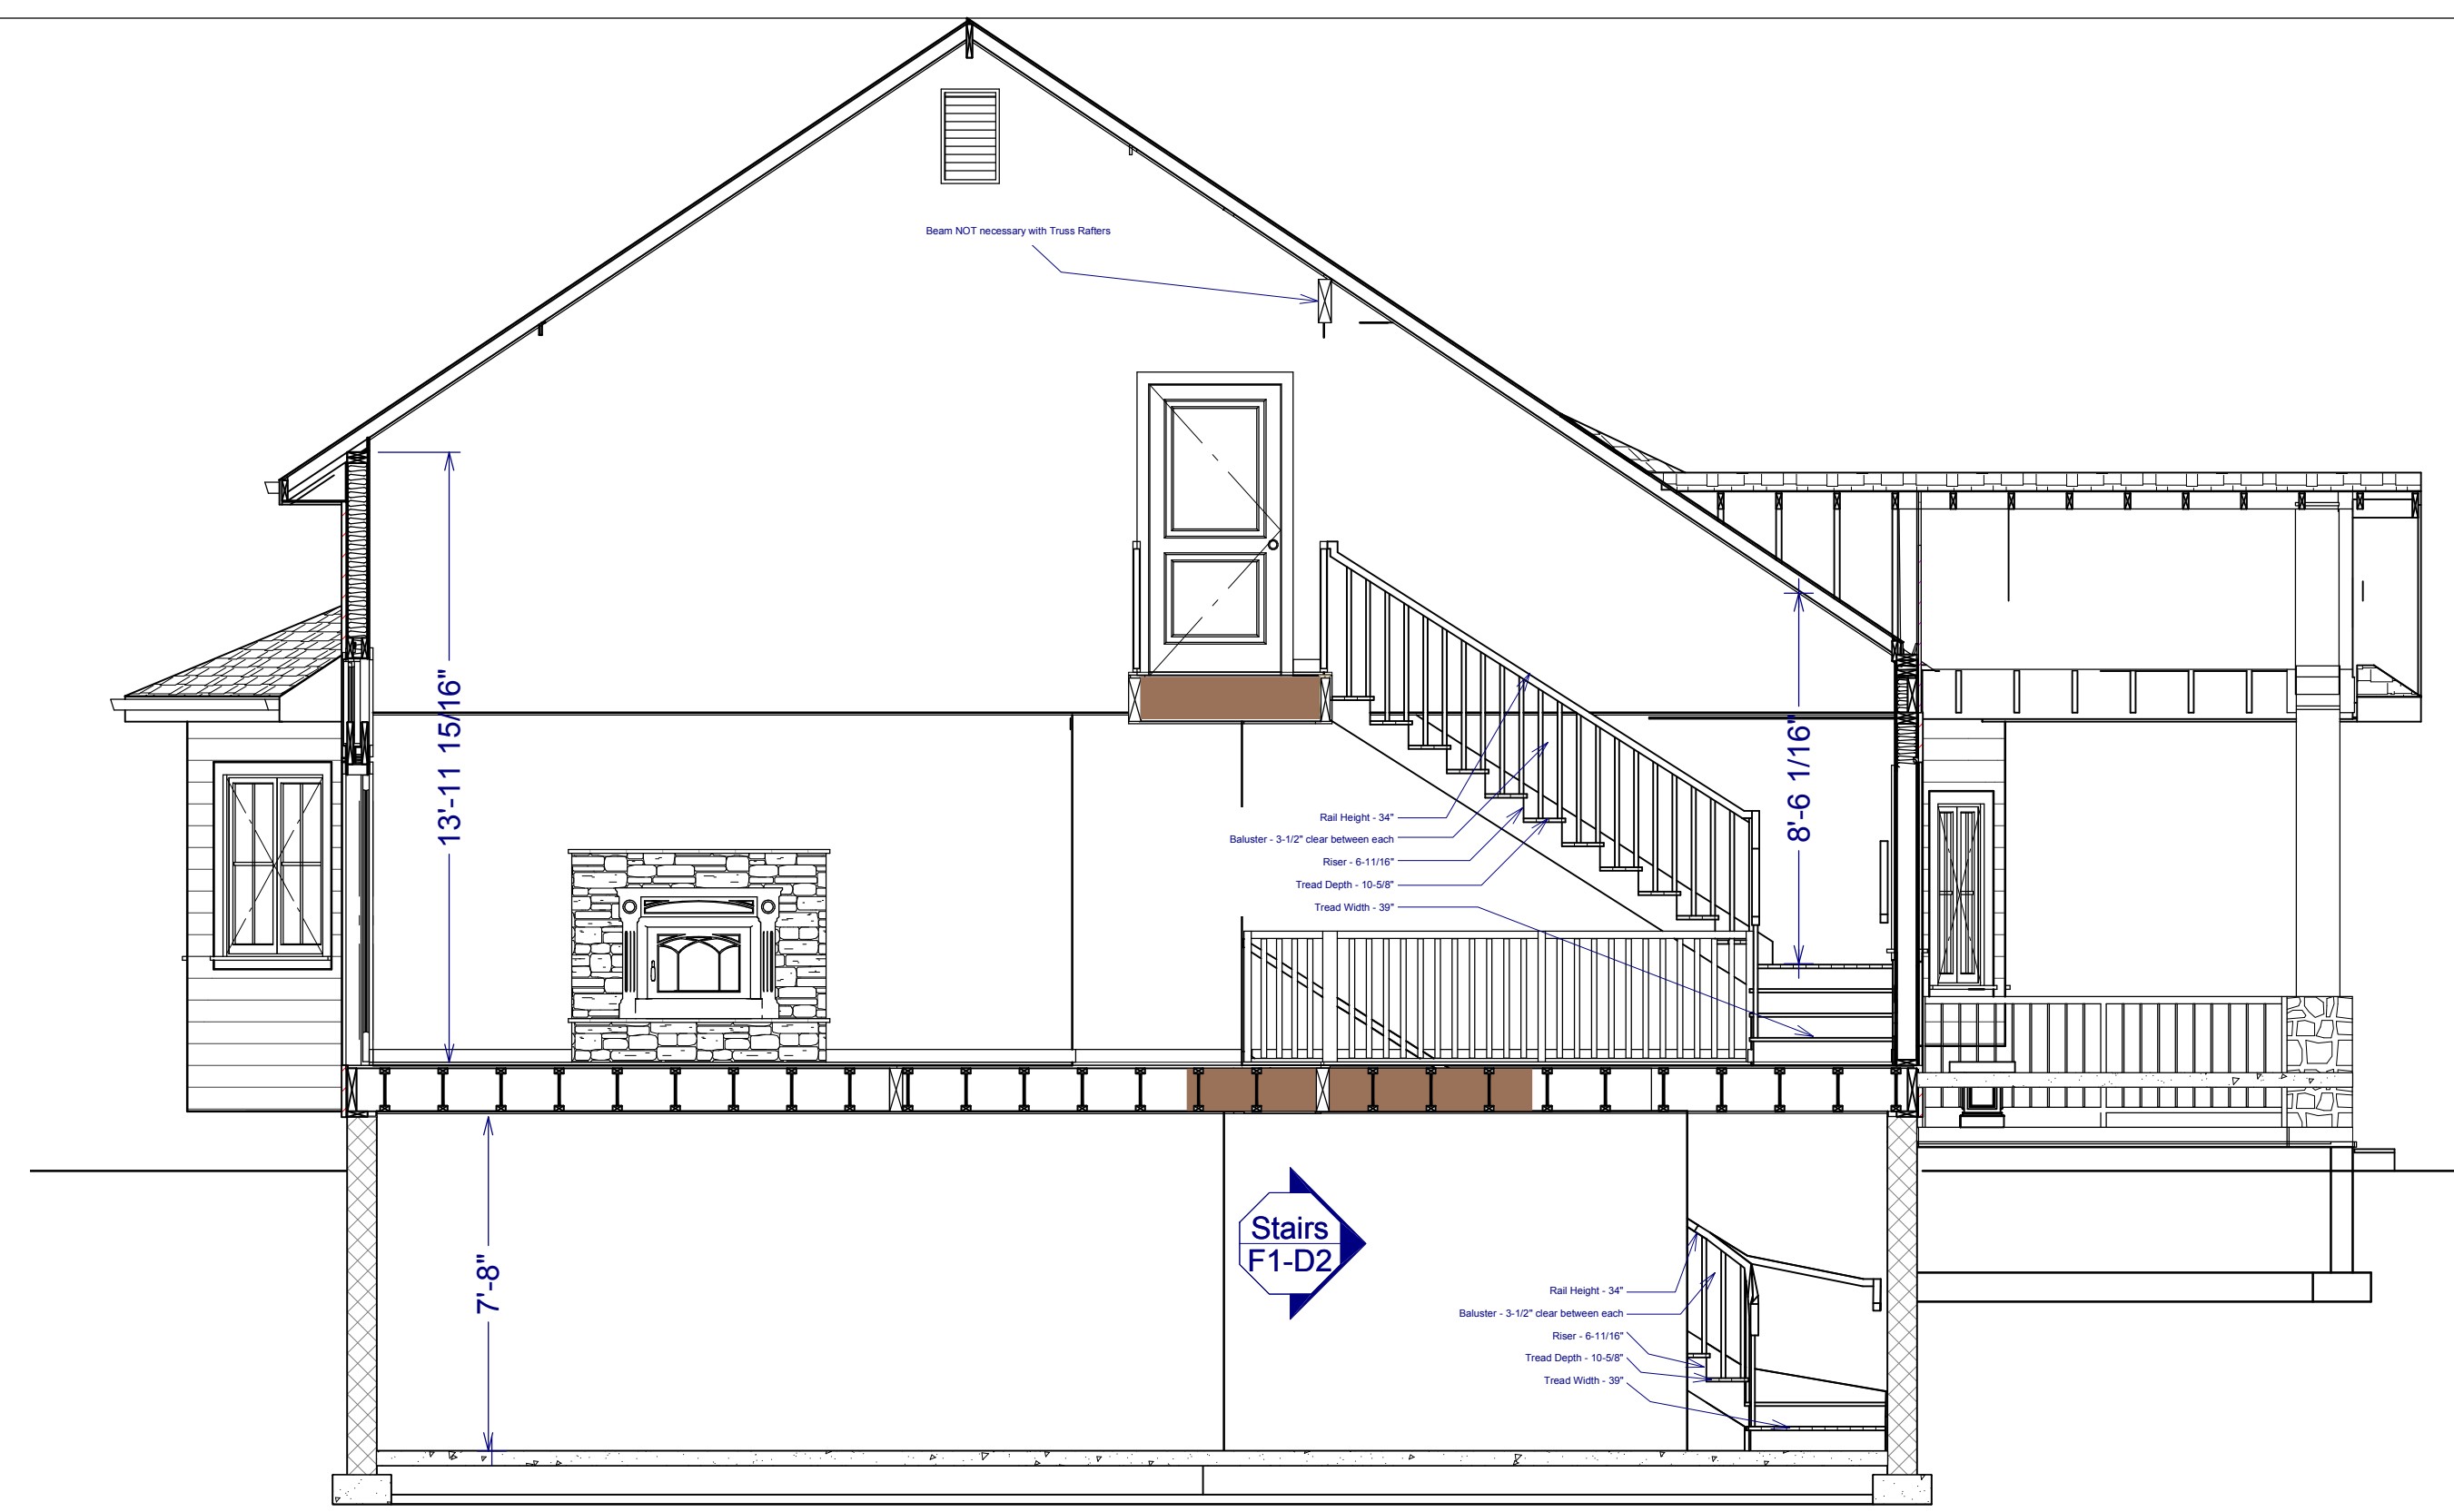 Beam NOT necessary with Truss Rafters
13'-11 15/16"
8'-6 1/16"
Rail Height - 34"
Baluster - 3-1/2" clear between each
Riser - 6-11/16"
Tread Depth - 10-5/8"
Tread Width - 39"
7'-8"
Stairs
F1-D2
Rail Height - 34"
Baluster - 3-1/2" clear between each
Riser - 6-11/16"
Tread Depth - 10-5/8"
Tread Width - 39"